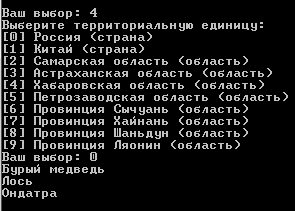 Ваш выбор: 4
Выберите территориальную единицу:
[0] Россия (страна)
[1] Китай (страна)
[2] Самарская область (область)
[3] Астраханская область (область)
[4] Хабаровская область (область)
[5] Петрозаводская область (область)
[6] Провинция Сычуань (область)
[7] Провинция Хайнань (область)
[8] Провинция Шаньдун (область)
[9] Провинция Ляонин (область)
Ваш выбор: 0
Бурый медведь
Лось
Ондатра